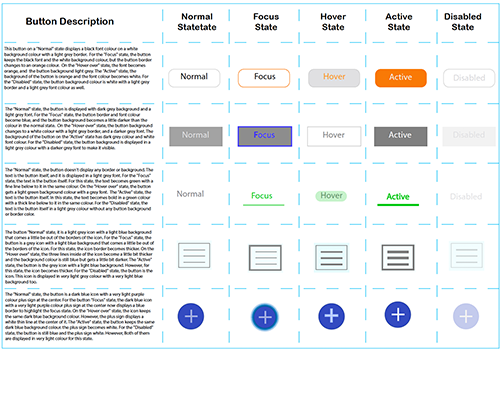 Button Description
Normal
Statetate
Focus
State
Hover
State
Active
State
Disabled
State
This button on a "Normal" state displays a black font colour on a white
background colour with a light grey border. For the "Focus" state, the button
keeps the black font and the white background colour, but the button border
changes to an orange colour. On the "Hover over" state, the font becomes
orange, and the button background light grey. The "Active" state, the
background of the button is orange and the font colour becomes white. For
the "Disabled" state, the button background colour is white with a light grey
border and a light grey font colour as well.
Normal
Focus
Hover
Active
Disabled
The "Normal" state, the button is displayed with dark grey background and a
light grey font. For the "Focus" state, the button border and font colour
become blue, and the button background becomes a little darker than the
colour in the normal state. On the "Hover over" state, the button background
changes to a white colour with a light grey border, and a darker grey font. The
background of the button on the "Active" state has dark grey colour and white
font colour. For the "Disabled" state, the button background is displayed in a
light grey colour with a darken grey font to make it visible.
Normal
Focus
Hover
Active
Disabled
The "Normal" state, the button doesn't display any border or background. The
text is the button itself, and it is displayed in a light grey font. For the "Focus"
state, the text is the button itself. For this state, the text becomes green with a
fine line below to it in the same colour. On the "Hover over" state, the button
gets a light green background colour with a grey font. The "Active" state, the
text is the button itself. In this state, the text becomes bold in a green colour
with a thick line below to it in the same colour. For the "Disabled" state, the
text is the button itself in a light grey colour without any button background
or border color.
Normal
Focus
Hover
Active
Disabled
The button "Normal" state, it is a light grey icon with a light blue background
that comes a little out of the borders of the icon. For the "Focus" state, the
button is a grey icon with a light blue background that comes a little be out of
the borders of the icon. For this state, the icon border becomes thicker. On the
"Hover over" state, the three lines inside of the icon become a little bit thicker
and the background colour is still blue but gets a little bit darker. The "Active"
state, the button is a grey icon with a light blue background. However, for
this state, the icon becomes thicker. For the "Disabled" state, the button is the
icon. This icon is displayed in very light grey colour with a very light blue
background too.
The "Normal" state, the button is a dark blue icon with a very light purple
colour plus sign at the center. For the button "Focus" state, the dark blue icon
with a very light purple colour plus sign at the center now displays a blue
border to highlight the focus state. On the "Hover over" state, the icon keeps
the same dark blue background colour. However, the plus sign displays a
white thin line at the center of it. The "Active" state, the button keeps the same
dark blue background colour; the plus sign becomes white. For the "Disabled"
state, the button is still blue and the plus sign white. However, Both of them
are displayed in very light colour for this state.